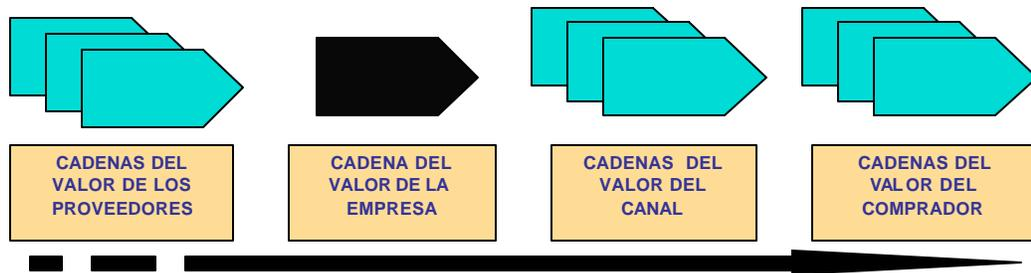 CADENAS DEL
VALOR DE LOS
PROVEEDORES
CADENA DEL
VALOR DE LA
EMPRESA
CADENAS DEL
VALOR DEL
CANAL
CADENAS DEL
VALOR DEL
COMPRADOR